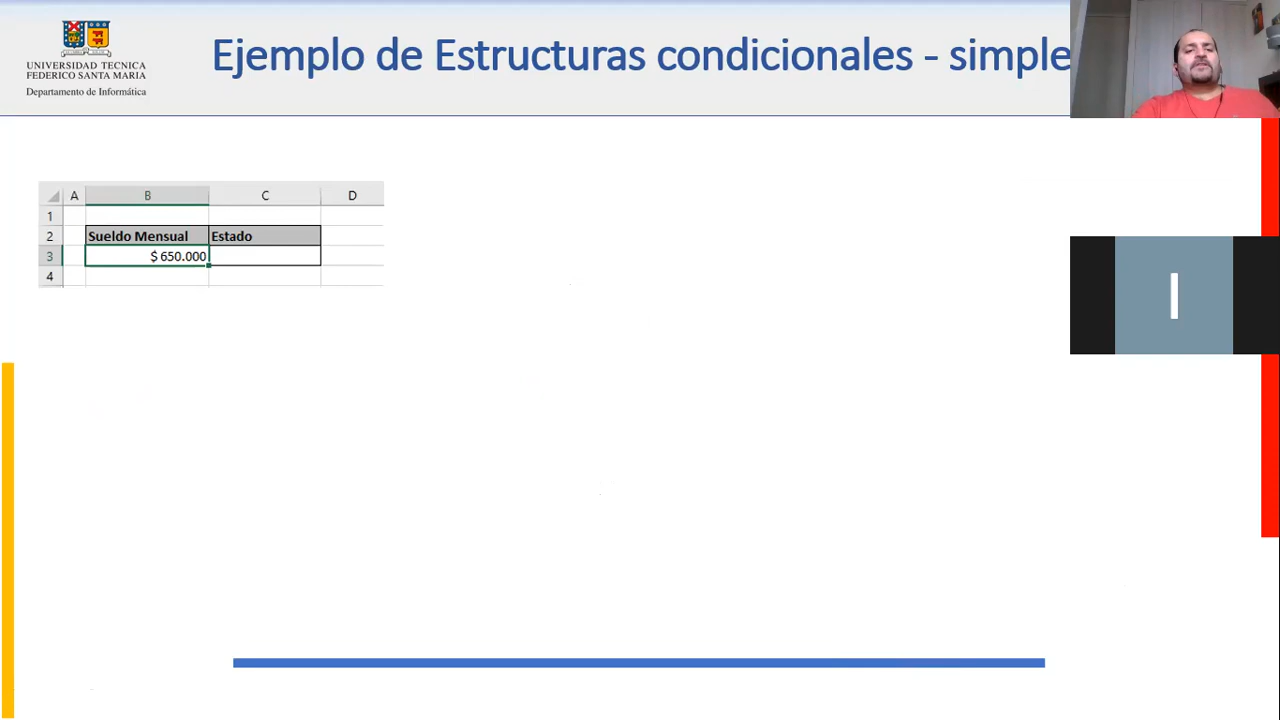 UNIVERSIDAD TECNICA
FEDERICO SANTA MARIA
Departamento de Informática
Ejemplo de Estructuras condicionales - simple
A B C D
1
2 Sueldo Mensual Estado
3 $ 650.000
4
I